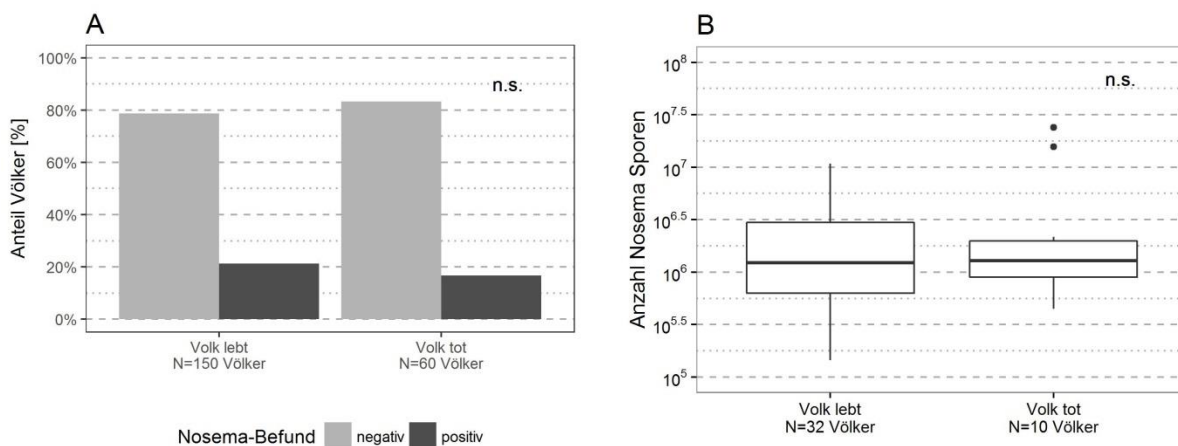 A
Anteil Völker [%]
100%
80%
60%
40%
20%
0%
n.s.
Volk lebt
N=150 Völker
Volk tot
N=60 Völker
Nosema-Befund negativ positiv
B
Anzahl Nosema Sporen
10^8
10^7.5
10^7
10^6.5
10^6
10^5.5
10^5
n.s.
Volk lebt
N=32 Völker
Volk tot
N=10 Völker